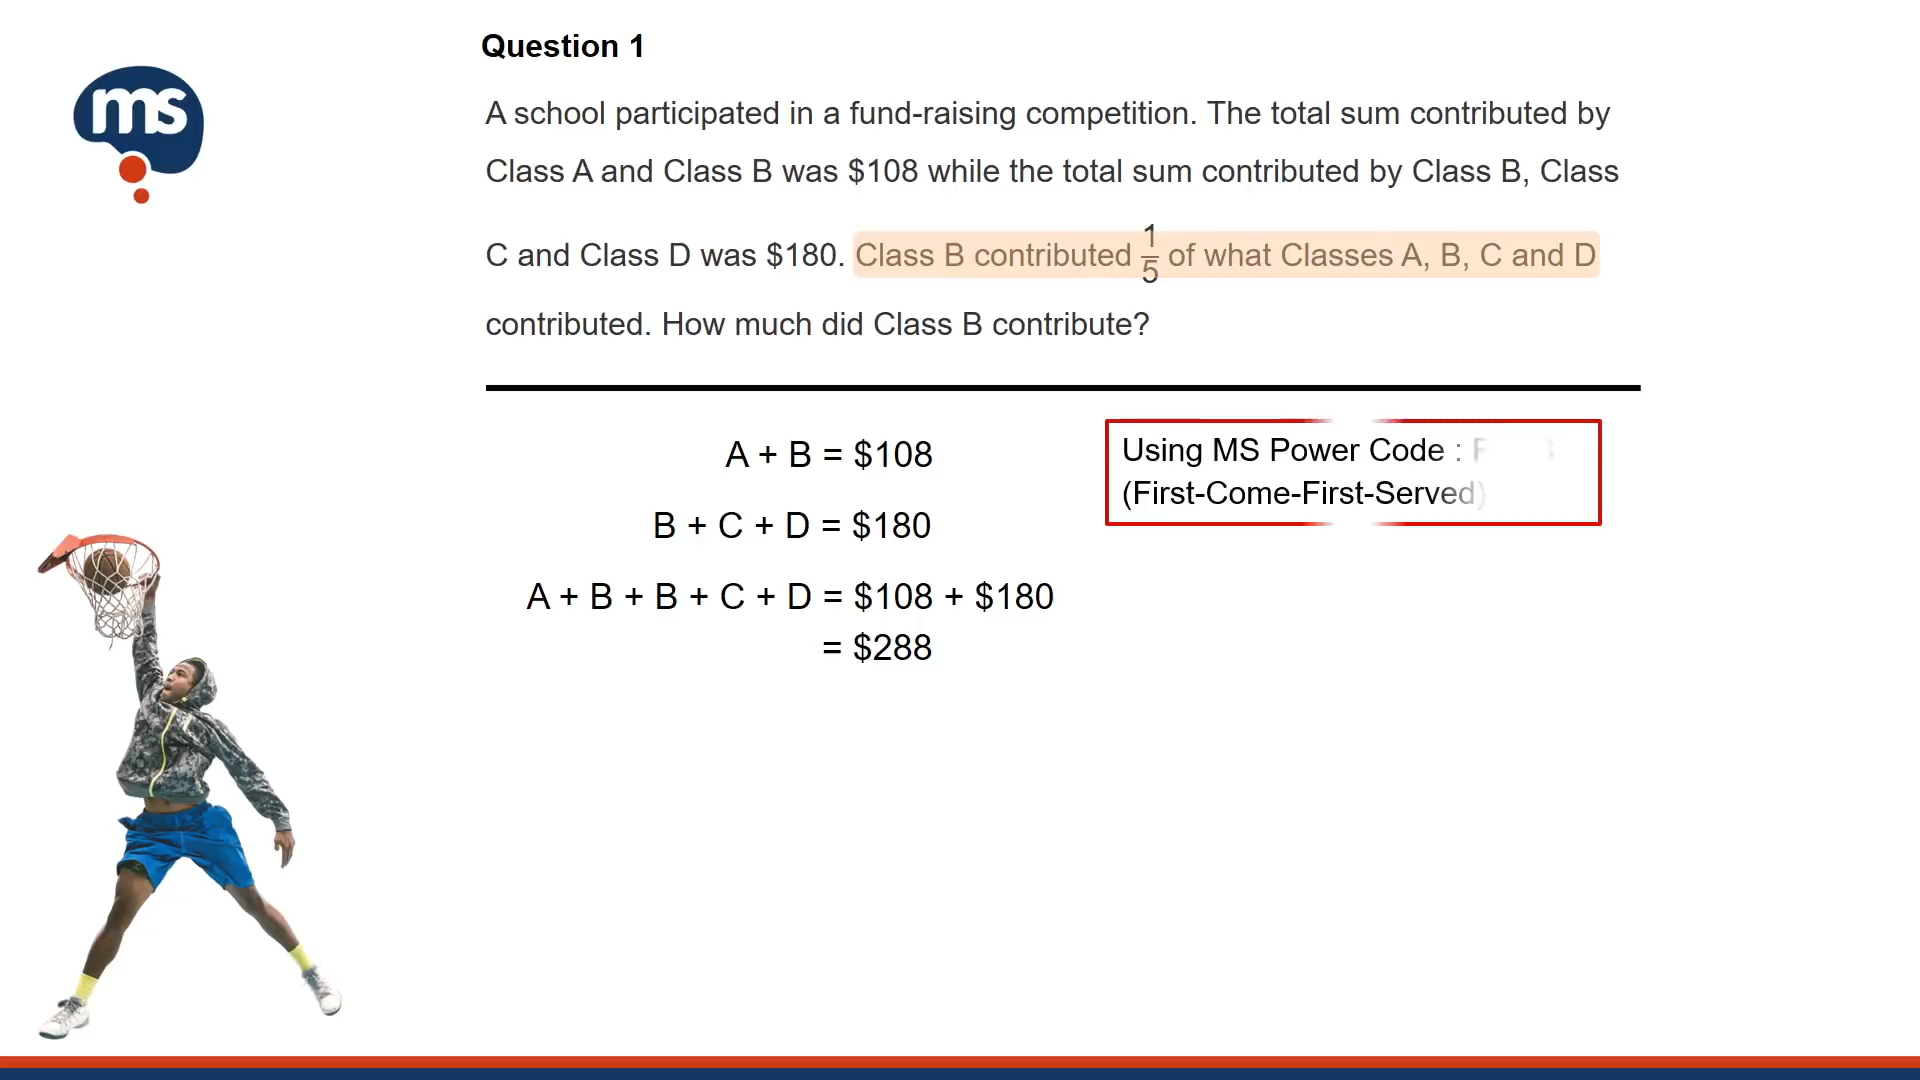 ms
Question 1
A school participated in a fund-raising competition. The total sum contributed by
Class A and Class B was $108 while the total sum contributed by Class B, Class
C and Class D was $180. Class B contributed 1/5 of what Classes A, B, C and D
contributed. How much did Class B contribute?
A + B = $108
B + C + D = $180
A + B + B + C + D = $108 + $180
= $288
Using MS Power Code :
(First-Come-First-Served)